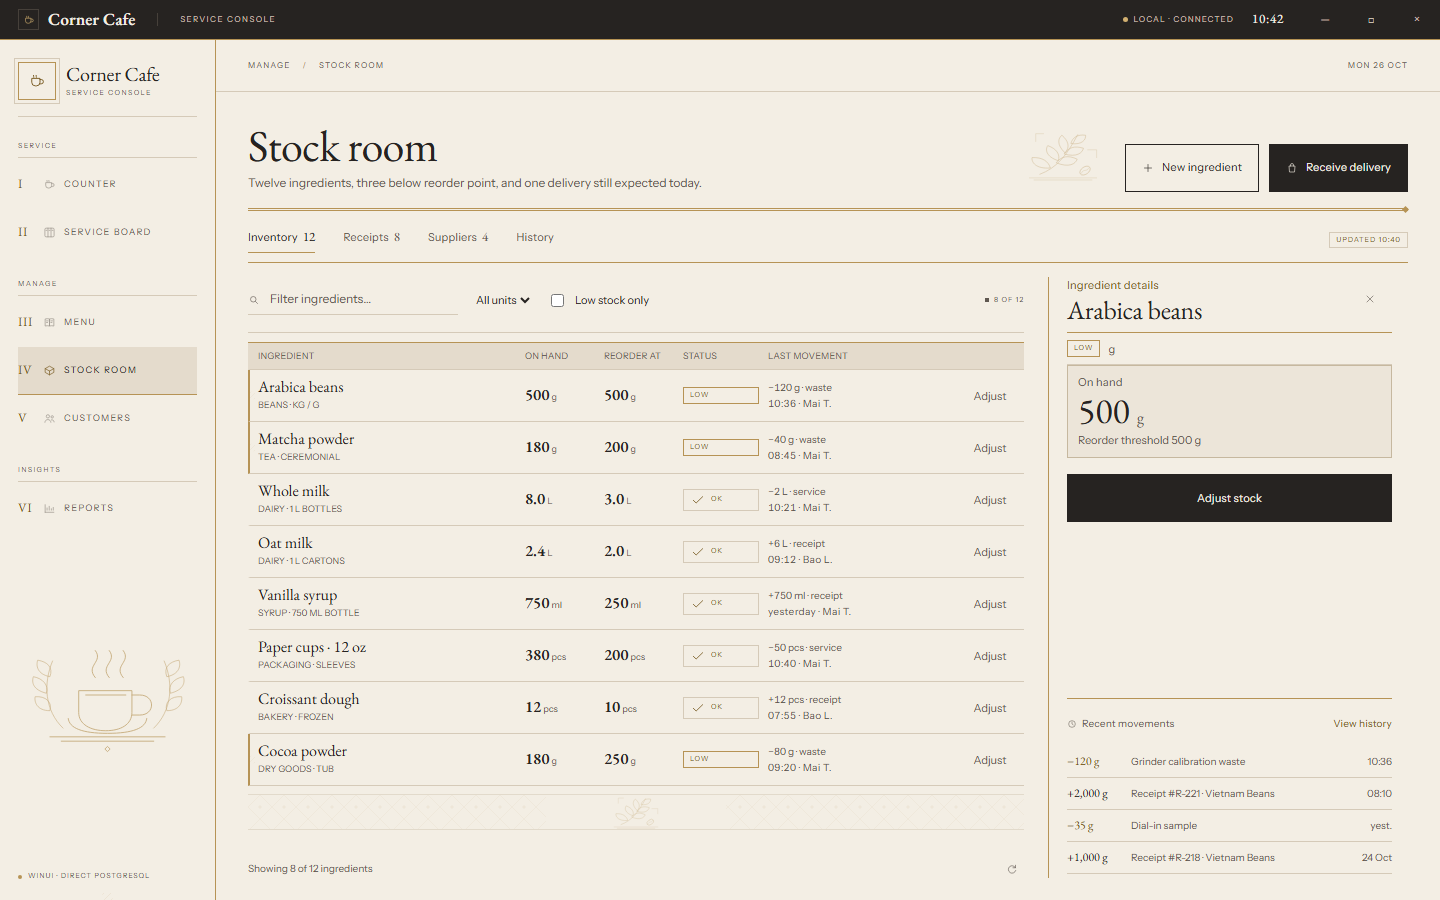 Corner Cafe
SERVICE CONSOLE
LOCAL · CONNECTED
10:42
Corner Cafe
SERVICE CONSOLE
SERVICE
I COUNTER
II SERVICE BOARD
MANAGE
III MENU
IV STOCK ROOM
V CUSTOMERS
INSIGHTS
VI REPORTS
WINUI · DIRECT POSTGRESQL
MANAGE / STOCK ROOM
MON 26 OCT
Stock room
Twelve ingredients, three below reorder point, and one delivery still expected today.
+ New ingredient
Receive delivery
Inventory 12 Receipts 8 Suppliers 4 History
UPDATED 10:40
Filter ingredients...
All units
Low stock only
8 OF 12
INGREDIENT ON HAND REORDER AT STATUS LAST MOVEMENT
Arabica beans
BEANS · KG / G
500 g 500 g LOW
−120 g · waste
10:36 · Mai T.
Adjust
Matcha powder
TEA · CEREMONIAL
180 g 200 g LOW
−40 g · waste
08:45 · Mai T.
Adjust
Whole milk
DAIRY · 1 L BOTTLES
8.0 L 3.0 L OK
−2 L · service
10:21 · Mai T.
Adjust
Oat milk
DAIRY · 1 L CARTONS
2.4 L 2.0 L OK
+6 L · receipt
09:12 · Bao L.
Adjust
Vanilla syrup
SYRUP · 750 ML BOTTLE
750 ml 250 ml OK
+750 ml · receipt
yesterday · Mai T.
Adjust
Paper cups · 12 oz
PACKAGING · SLEEVES
380 pcs 200 pcs OK
−50 pcs · service
10:40 · Mai T.
Adjust
Croissant dough
BAKERY · FROZEN
12 pcs 10 pcs OK
+12 pcs · receipt
07:55 · Bao L.
Adjust
Cocoa powder
DRY GOODS · TUB
180 g 250 g LOW
−80 g · waste
09:20 · Mai T.
Adjust
Showing 8 of 12 ingredients
Ingredient details
Arabica beans
LOW g
On hand
500 g
Reorder threshold 500 g
Adjust stock
Recent movements
View history
−120 g Grinder calibration waste 10:36
+2,000 g Receipt #R-221 · Vietnam Beans 08:10
−35 g Dial-in sample yest.
+1,000 g Receipt #R-218 · Vietnam Beans 24 Oct